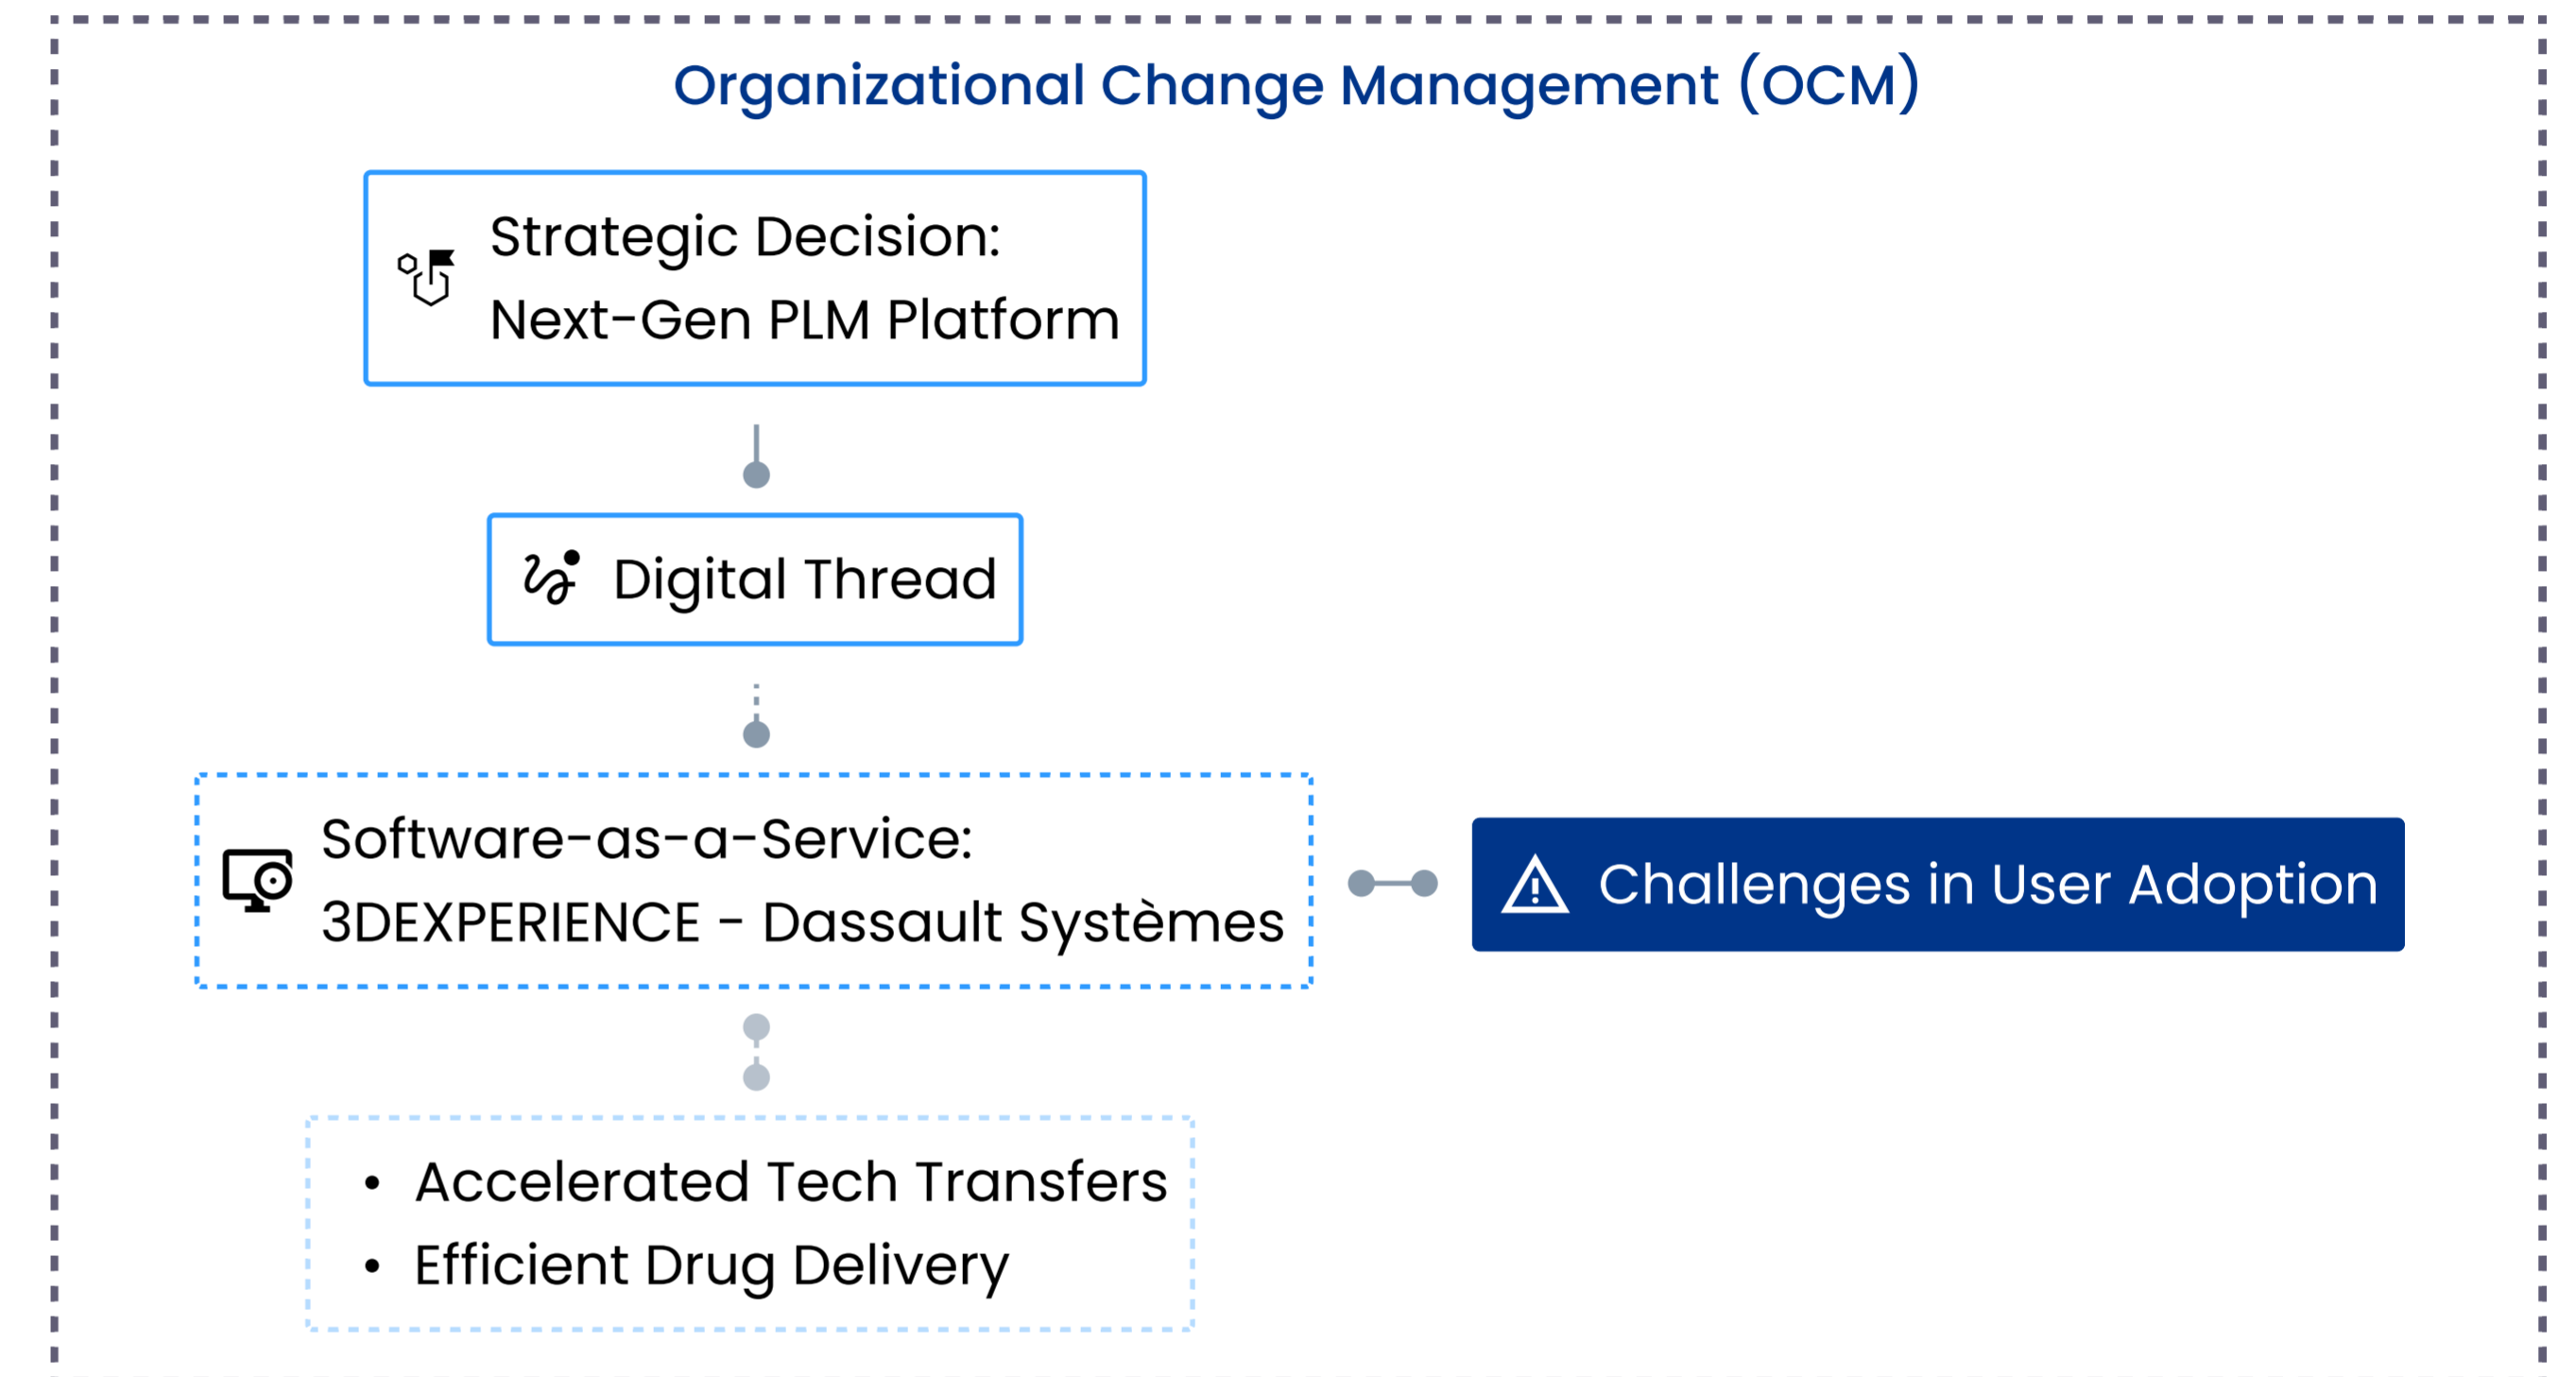 Organizational Change Management (OCM)
Strategic Decision:
Next-Gen PLM Platform
Digital Thread
Software-as-a-Service:
3DEXPERIENCE - Dassault Systèmes
Challenges in User Adoption
• Accelerated Tech Transfers
• Efficient Drug Delivery